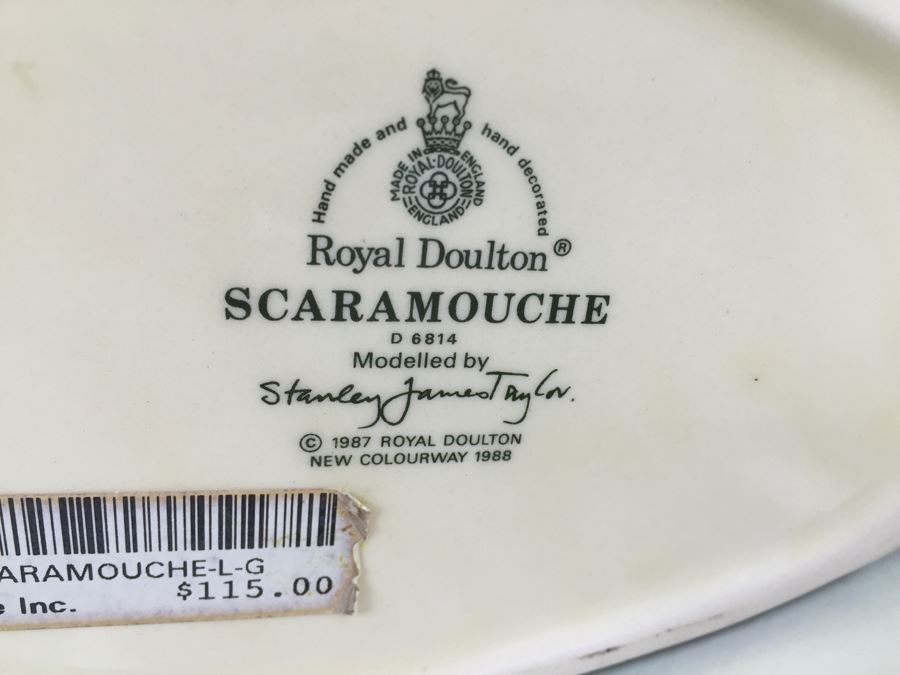 Hand made and hand decorated
MADE IN ENGLAND
ROYAL·DOULTON
ENGLAND
Royal Doulton®
SCARAMOUCHE
D 6814
Modelled by
Stanley James Taylor.
© 1987 ROYAL DOULTON
NEW COLOURWAY 1988
ARAMOUCHE-L-G
$115.00
e Inc.